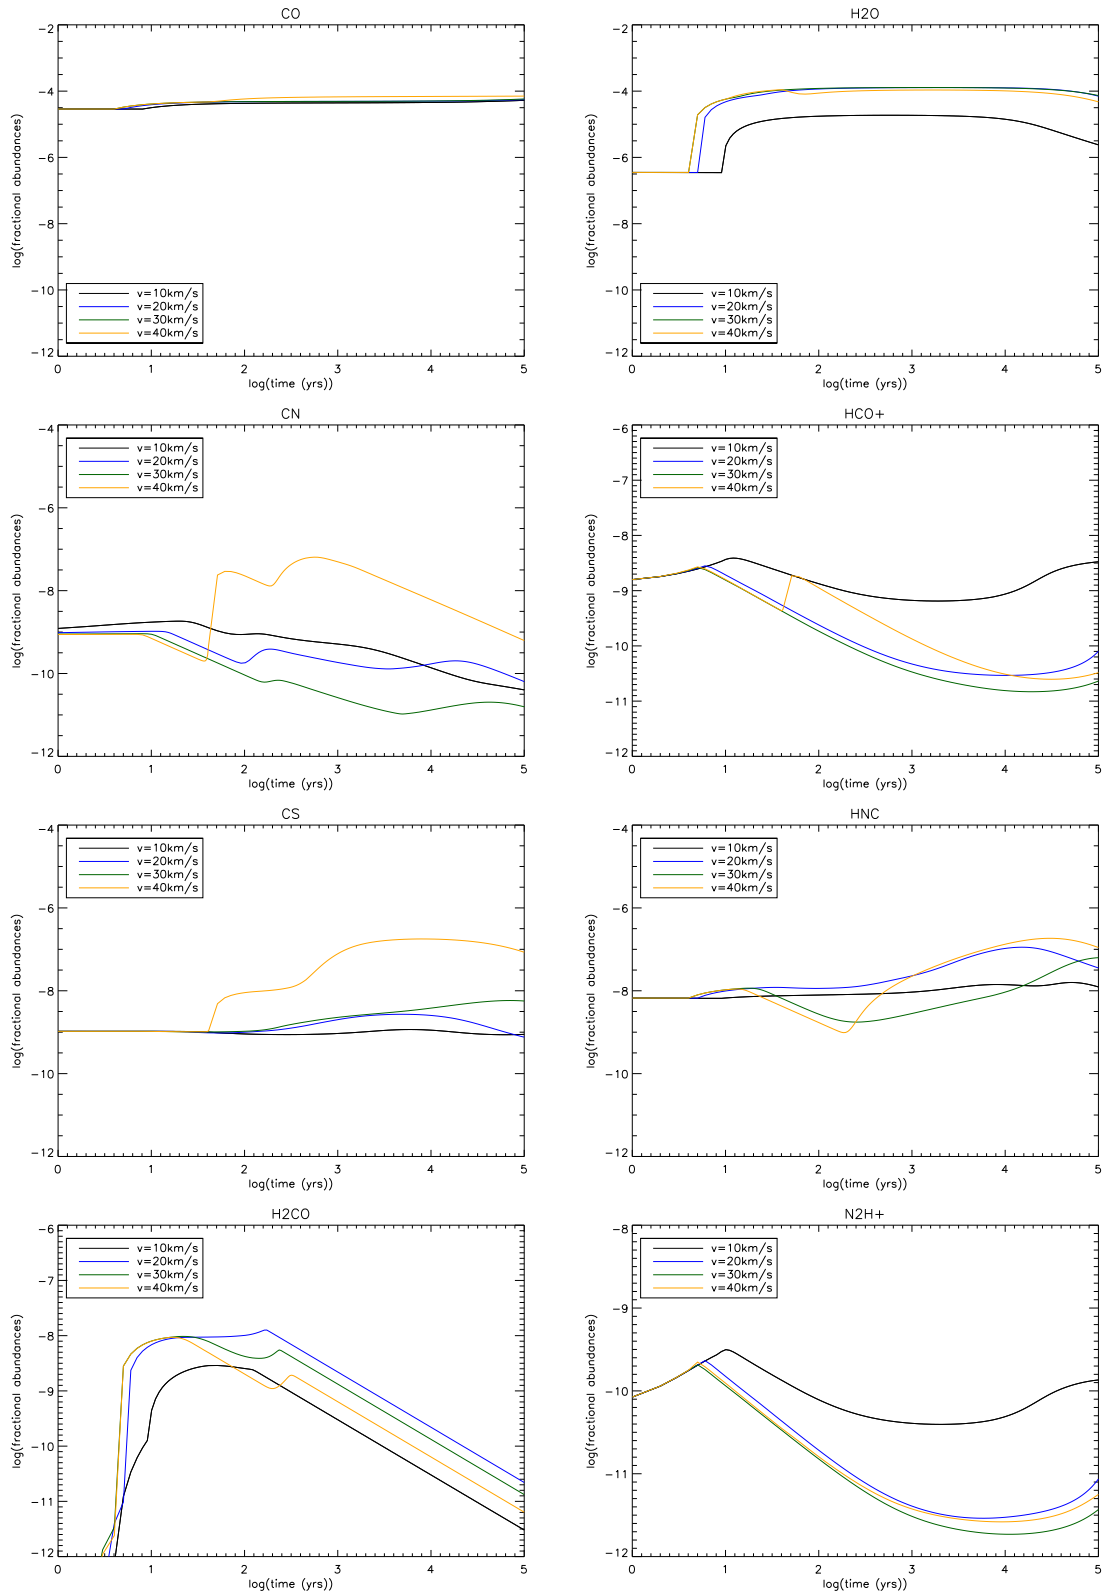 CO
log(fractional abundances)
-2
-4
-6
-8
-10
-12
v=10km/s
v=20km/s
v=30km/s
v=40km/s
0 1 2 3 4 5
log(time (yrs))
H2O
log(fractional abundances)
-2
-4
-6
-8
-10
-12
v=10km/s
v=20km/s
v=30km/s
v=40km/s
0 1 2 3 4 5
log(time (yrs))
CN
log(fractional abundances)
-4
v=10km/s
v=20km/s
v=30km/s
v=40km/s
-6
-8
-10
-12
0 1 2 3 4 5
log(time (yrs))
HCO+
log(fractional abundances)
-6
v=10km/s
v=20km/s
v=30km/s
v=40km/s
-7
-8
-9
-10
-11
-12
0 1 2 3 4 5
log(time (yrs))
CS
log(fractional abundances)
-4
v=10km/s
v=20km/s
v=30km/s
v=40km/s
-6
-8
-10
-12
0 1 2 3 4 5
log(time (yrs))
HNC
log(fractional abundances)
-4
v=10km/s
v=20km/s
v=30km/s
v=40km/s
-6
-8
-10
-12
0 1 2 3 4 5
log(time (yrs))
H2CO
log(fractional abundances)
-6
v=10km/s
v=20km/s
v=30km/s
v=40km/s
-7
-8
-9
-10
-11
-12
0 1 2 3 4 5
log(time (yrs))
N2H+
log(fractional abundances)
-8
v=10km/s
v=20km/s
v=30km/s
v=40km/s
-9
-10
-11
-12
0 1 2 3 4 5
log(time (yrs))